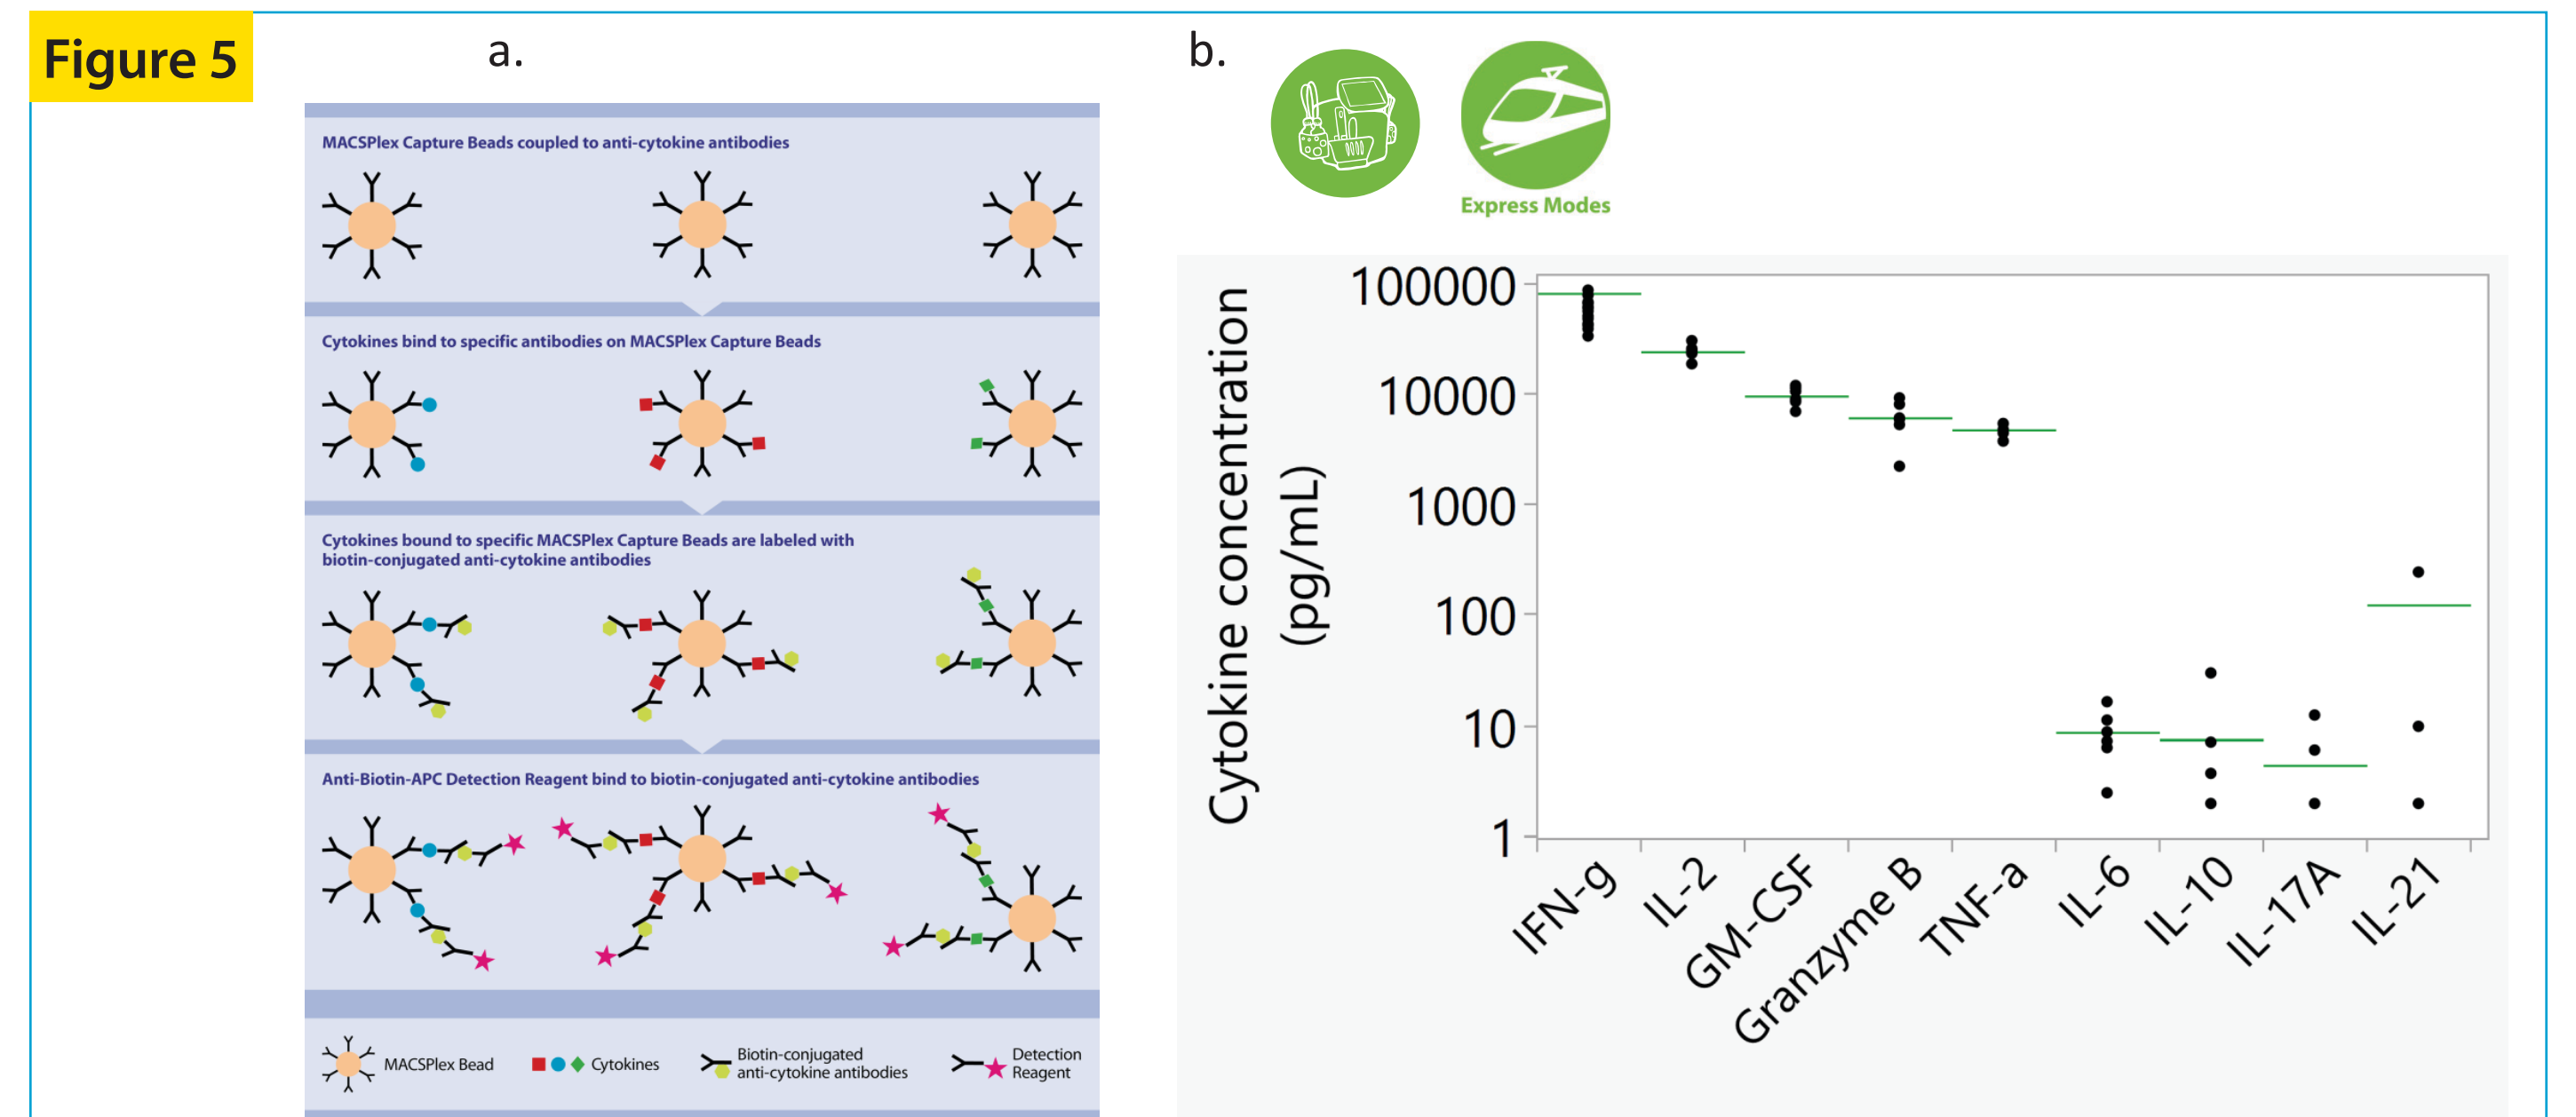 Figure 5
a.
MACSPlex Capture Beads coupled to anti-cytokine antibodies
Cytokines bind to specific antibodies on MACSPlex Capture Beads
Cytokines bound to specific MACSPlex Capture Beads are labeled with
biotin-conjugated anti-cytokine antibodies
Anti-Biotin-APC Detection Reagent bind to biotin-conjugated anti-cytokine antibodies
MACSPlex Bead
Cytokines
Biotin-conjugated
anti-cytokine antibodies
Detection
Reagent
b.
Express Modes
Cytokine concentration
(pg/mL)
100000
10000
1000
100
10
1
IFN-g
IL-2
GM-CSF
Granzyme B
TNF-a
IL-6
IL-10
IL-17A
IL-21